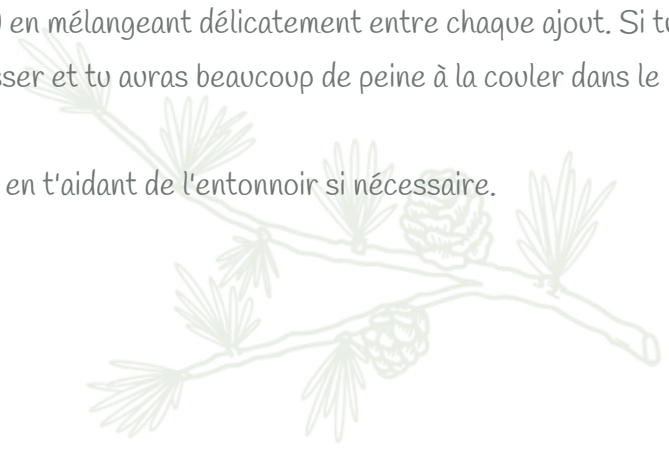 ) en mélangeant délicatement entre chaque ajout. Si tu
sser et tu auras beaucoup de peine à la couler dans le
en t'aidant de l'entonnoir si nécessaire.